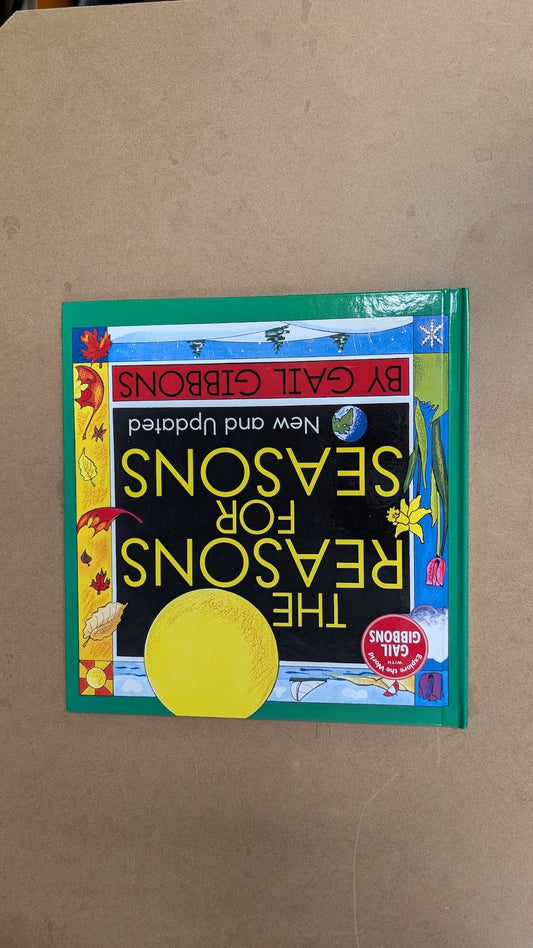 THE
REASONS
FOR
SEASONS
New and Updated
BY GAIL GIBBONS
Explore the World
WITH
GAIL
GIBBONS